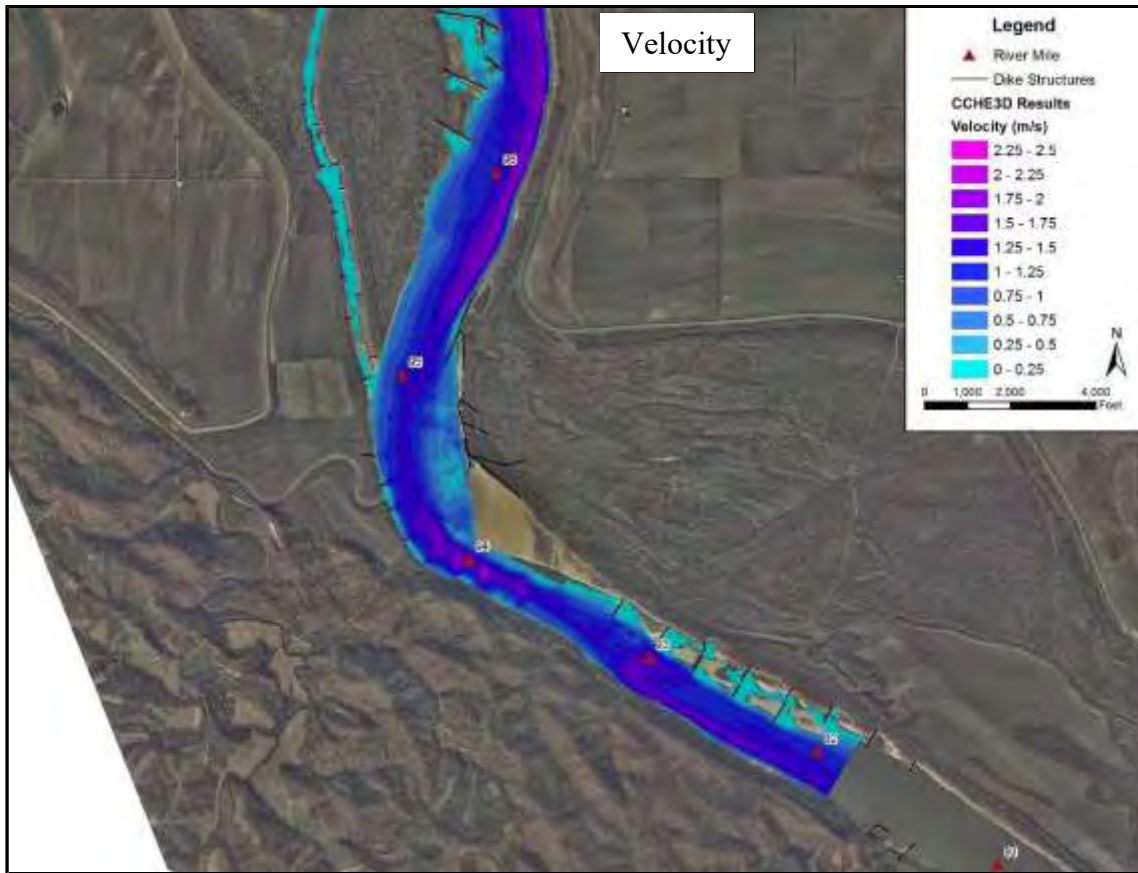 Velocity
Legend
River Mile
Dike Structures
CCHE3D Results
Velocity (m/s)
2.25 - 2.5
2 - 2.25
1.75 - 2
1.5 - 1.75
1.25 - 1.5
1 - 1.25
0.75 - 1
0.5 - 0.75
0.25 - 0.5
0 - 0.25
N
0 1,000 2,000 4,000
Feet